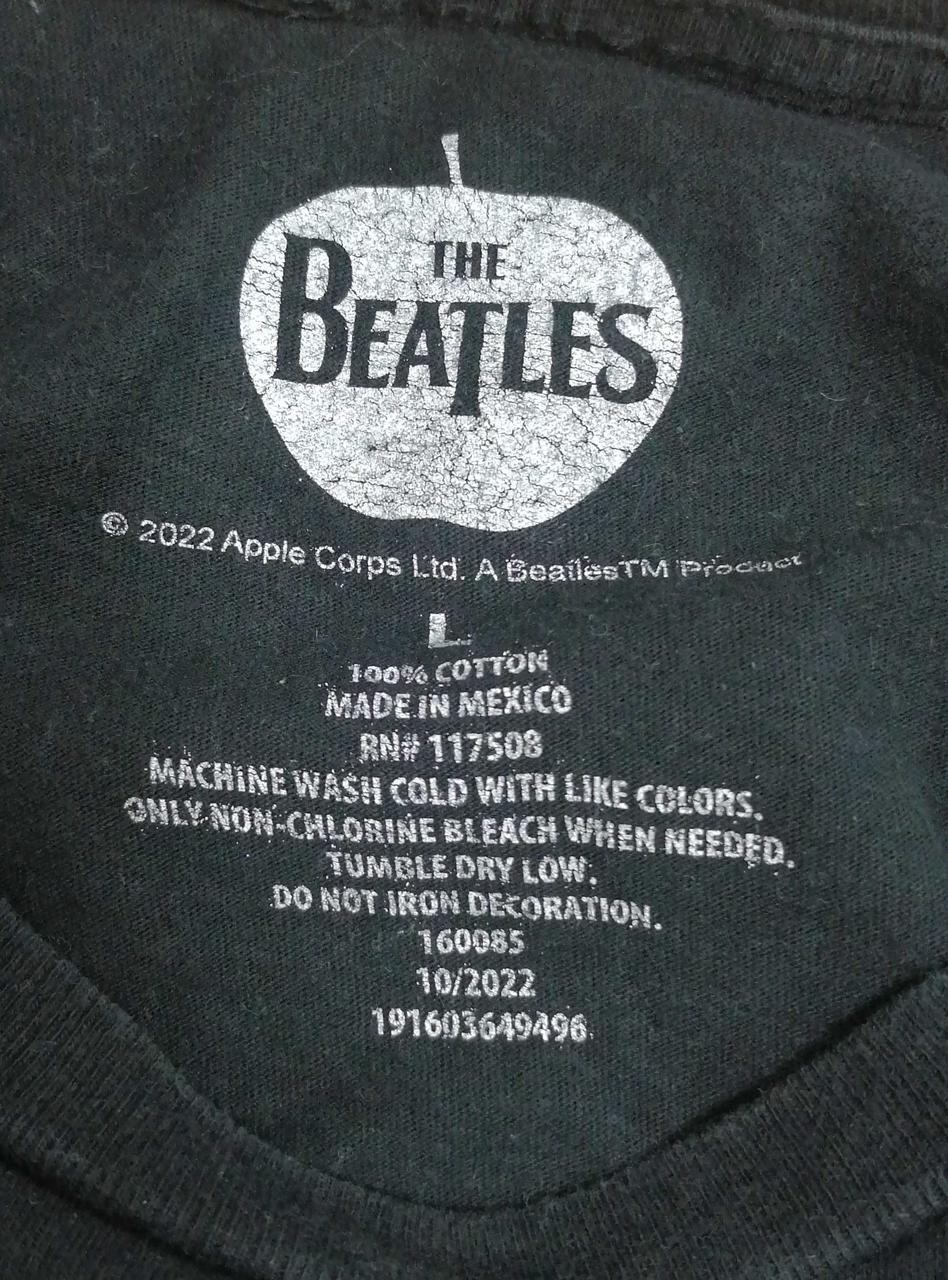 THE
BEATLES
© 2022 Apple Corps Ltd. A Beatles™ Product
L
100% COTTON
MADE IN MEXICO
RN# 117508
MACHINE WASH COLD WITH LIKE COLORS.
ONLY NON-CHLORINE BLEACH WHEN NEEDED.
TUMBLE DRY LOW.
DO NOT IRON DECORATION.
160085
10/2022
191603649496